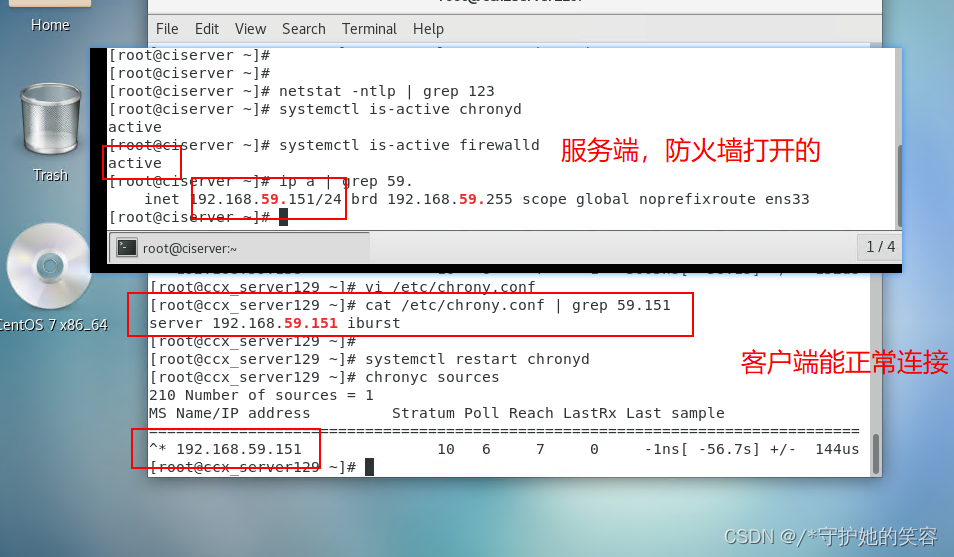 Home
Trash
CentOS 7 x86_64
File Edit View Search Terminal Help
[root@ciserver ~]#
[root@ciserver ~]#
[root@ciserver ~]# netstat -ntlp | grep 123
[root@ciserver ~]# systemctl is-active chronyd
active
[root@ciserver ~]# systemctl is-active firewalld
active
服务端，防火墙打开的
[root@ciserver ~]# ip a | grep 59.
inet 192.168.59.151/24 brd 192.168.59.255 scope global noprefixroute ens33
[root@ciserver ~]#
root@ciserver:~
1 / 4
[root@ccx_server129 ~]# vi /etc/chrony.conf
[root@ccx_server129 ~]# cat /etc/chrony.conf | grep 59.151
server 192.168.59.151 iburst
[root@ccx_server129 ~]#
[root@ccx_server129 ~]# systemctl restart chronyd
客户端能正常连接
[root@ccx_server129 ~]# chronyc sources
210 Number of sources = 1
MS Name/IP address         Stratum Poll Reach LastRx Last sample
===============================================================================
^* 192.168.59.151               10   6     7     0     -1ns[ -56.7s] +/-  144us
[root@ccx_server129 ~]#
CSDN @/*守护她的笑容